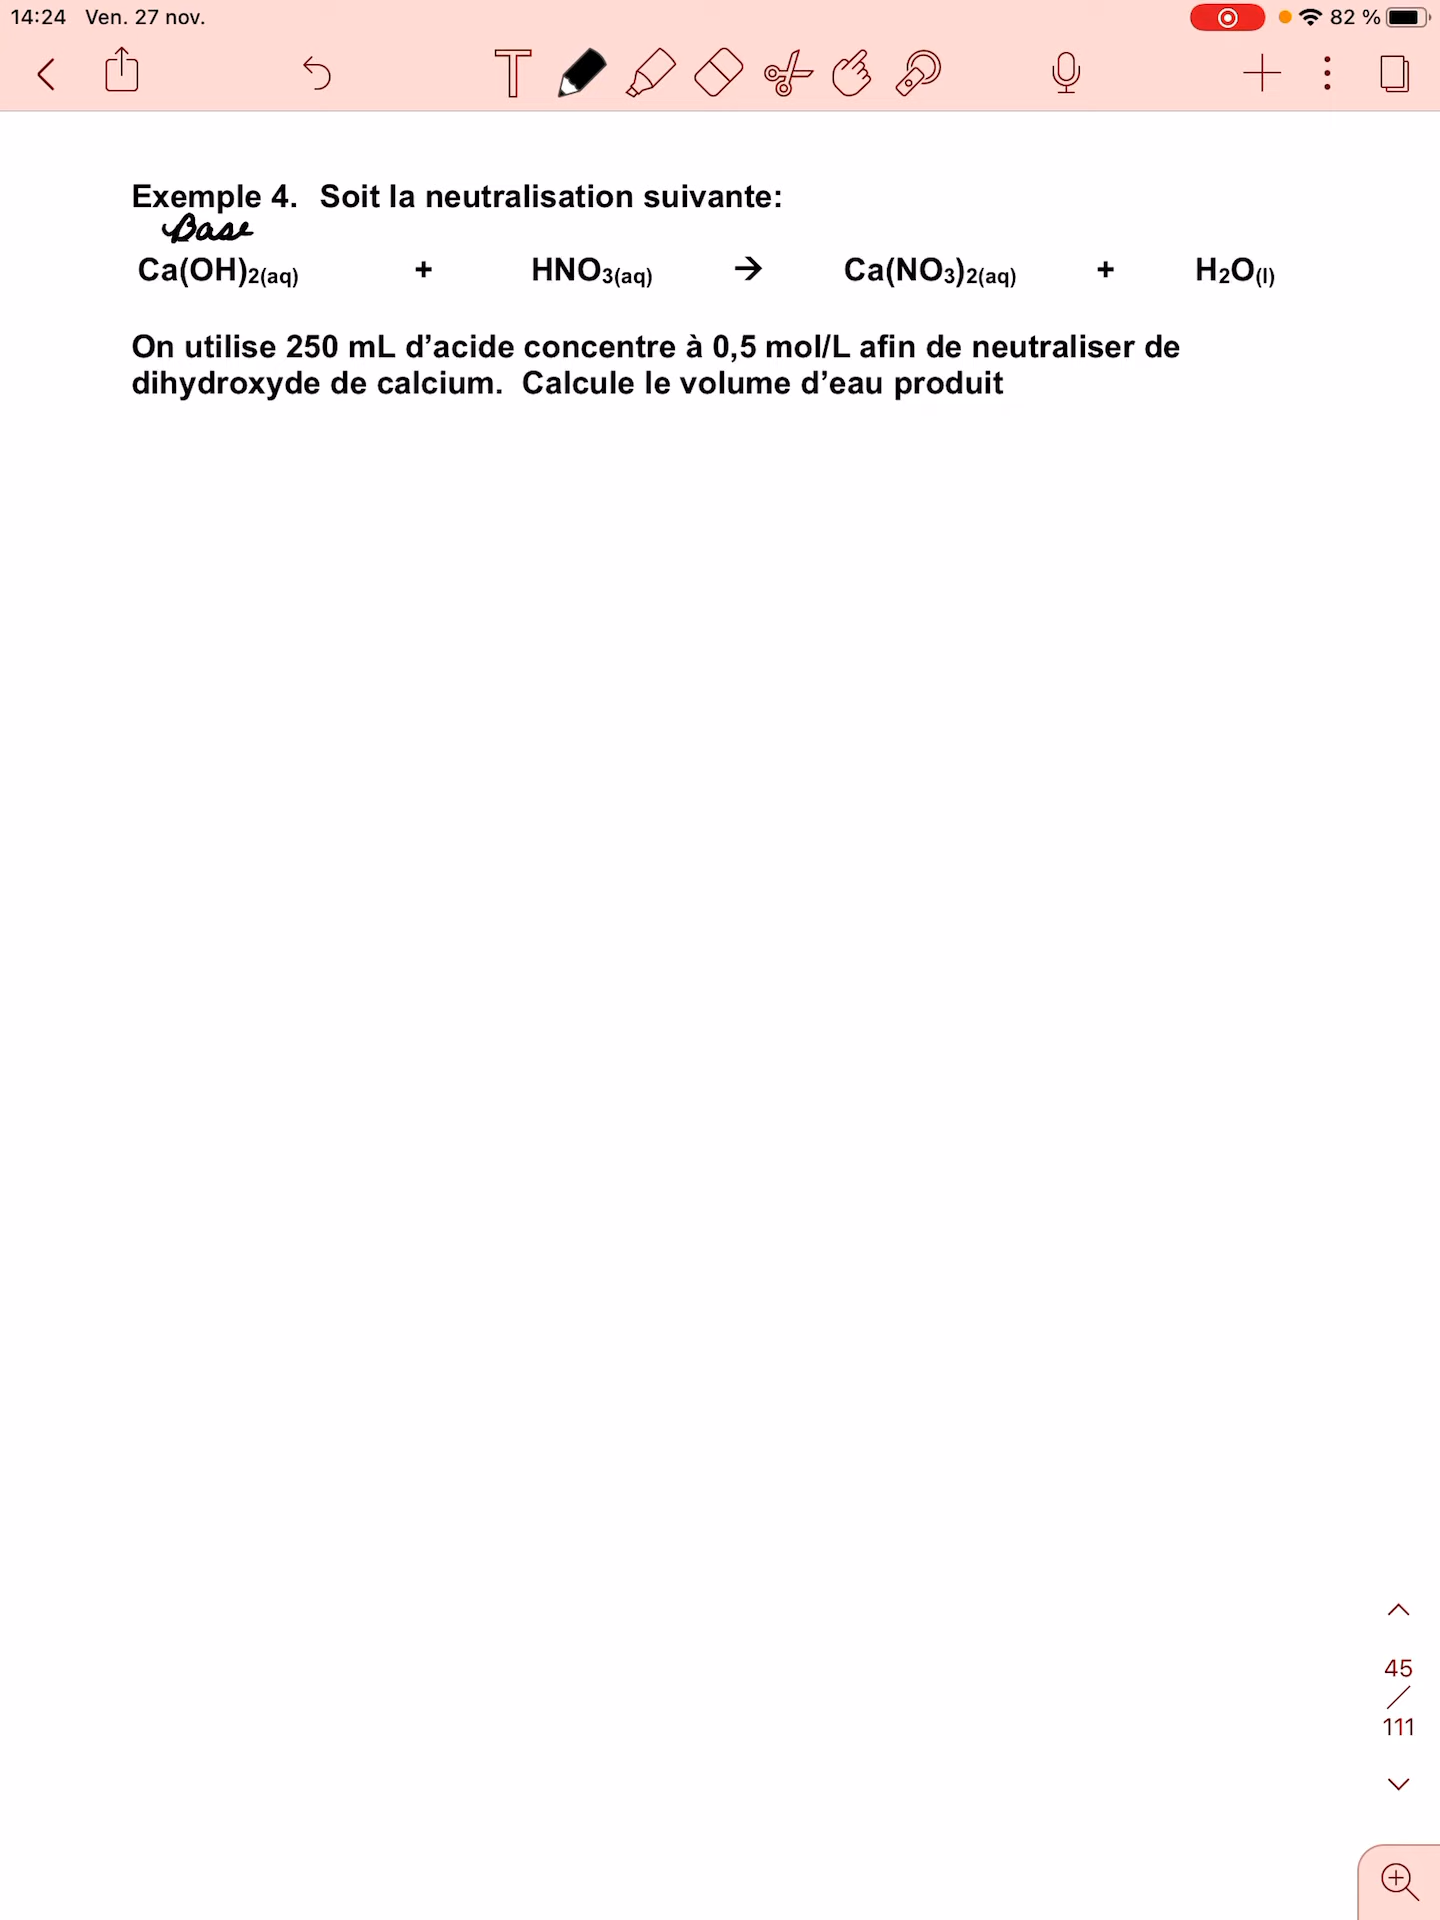 14:24 Ven. 27 nov. 82 %
T
Exemple 4. Soit la neutralisation suivante:
Base
Ca(OH)2(aq) + HNO3(aq) → Ca(NO3)2(aq) + H2O(l)
On utilise 250 mL d’acide concentre à 0,5 mol/L afin de neutraliser de
dihydroxyde de calcium. Calcule le volume d’eau produit
45
/
111